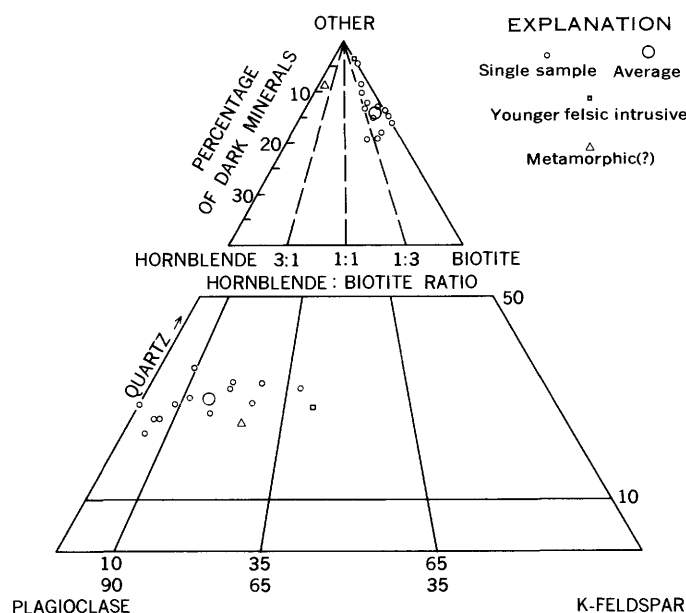 OTHER
EXPLANATION
Single sample
Average
Younger felsic intrusive
Metamorphic(?)
PERCENTAGE
OF DARK MINERALS
10
20
30
HORNBLENDE 3:1 1:1 1:3 BIOTITE
HORNBLENDE : BIOTITE RATIO
50
QUARTZ →
10
10 35 65
90 65 35
PLAGIOCLASE K-FELDSPAR